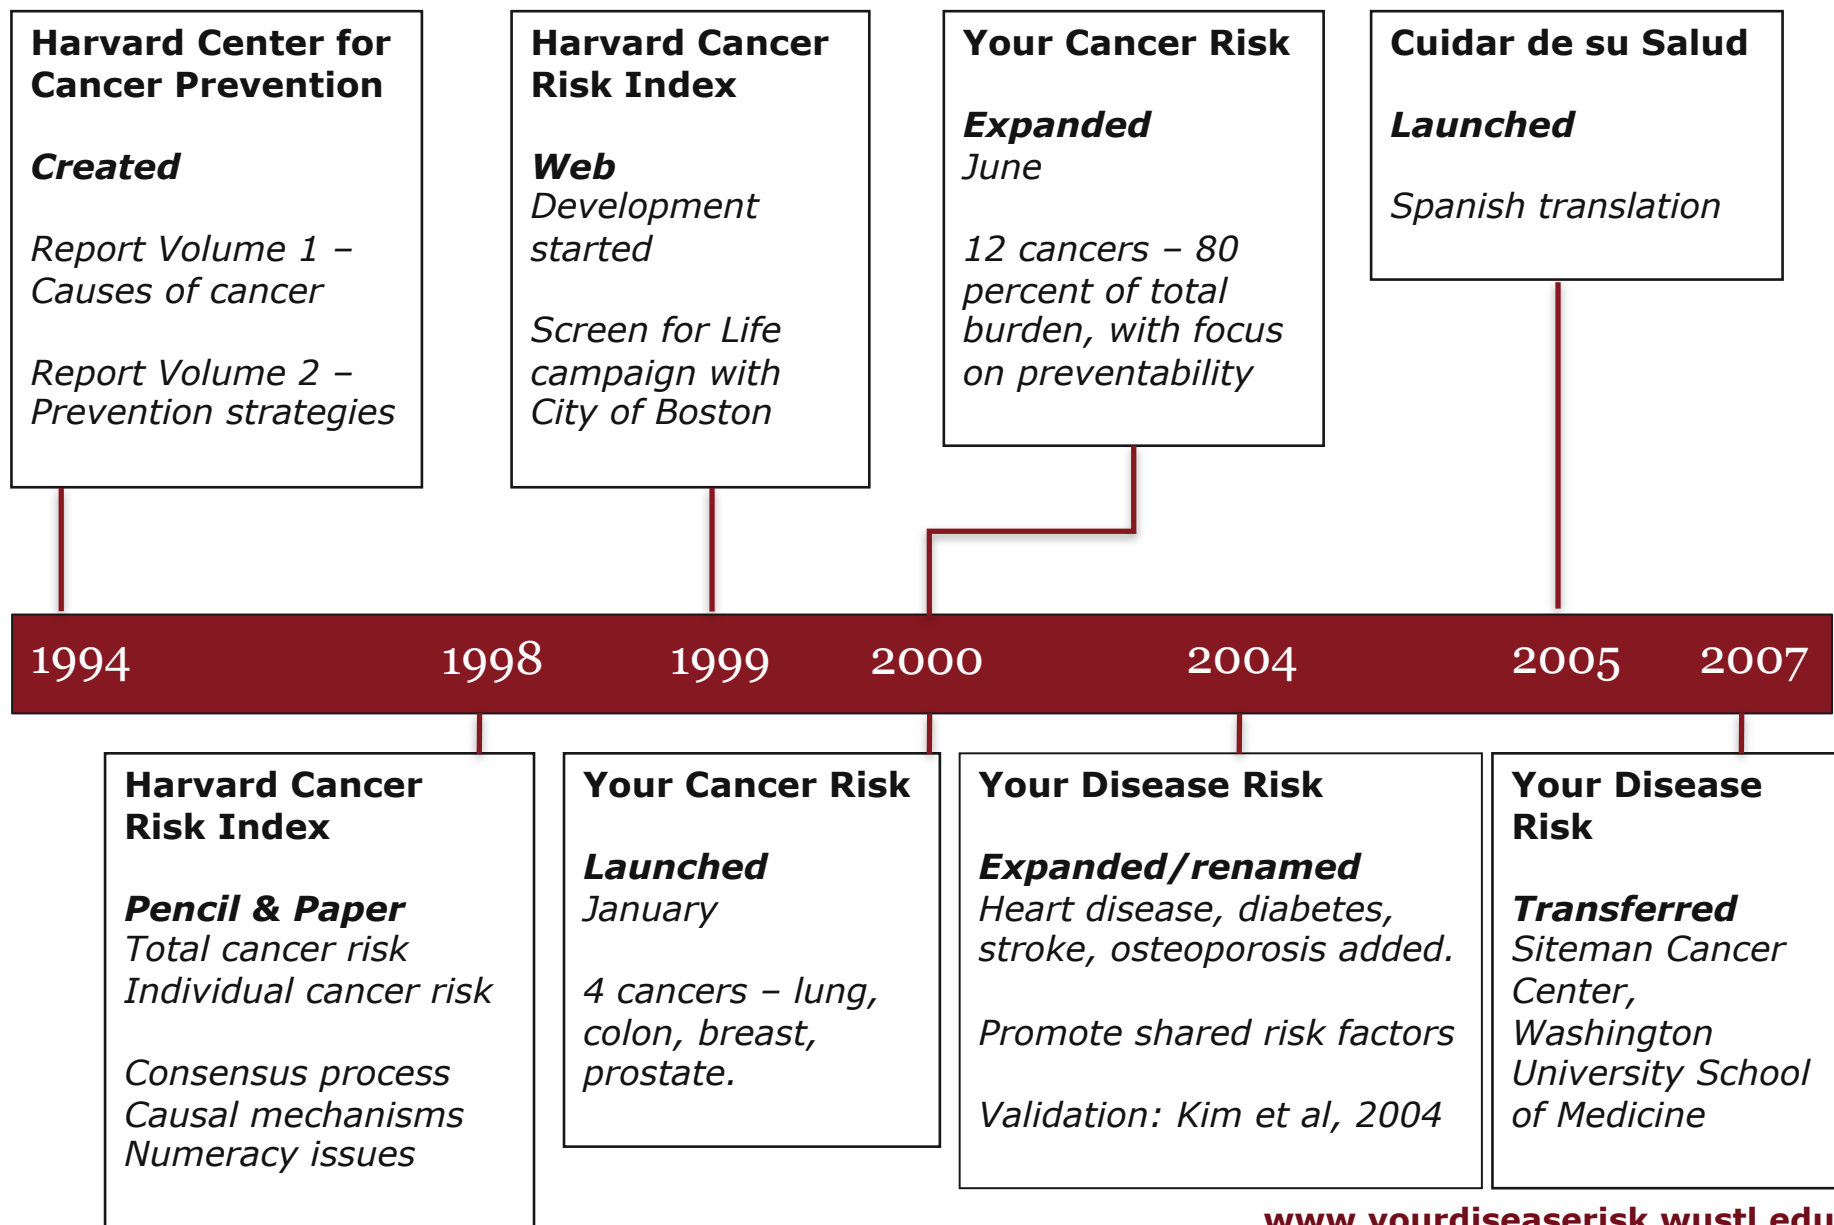 Harvard Center for
Cancer Prevention
Created
Report Volume 1 –
Causes of cancer
Report Volume 2 –
Prevention strategies
Harvard Cancer
Risk Index
Web
Development
started
Screen for Life
campaign with
City of Boston
Your Cancer Risk
Expanded
June
12 cancers – 80
percent of total
burden, with focus
on preventability
Cuidar de su Salud
Launched
Spanish translation
1994 1998 1999 2000 2004 2005 2007
Harvard Cancer
Risk Index
Pencil & Paper
Total cancer risk
Individual cancer risk
Consensus process
Causal mechanisms
Numeracy issues
Your Cancer Risk
Launched
January
4 cancers – lung,
colon, breast,
prostate.
Your Disease Risk
Expanded/renamed
Heart disease, diabetes,
stroke, osteoporosis added.
Promote shared risk factors
Validation: Kim et al, 2004
Your Disease
Risk
Transferred
Siteman Cancer
Center,
Washington
University School
of Medicine
www.yourdiseaserisk.wustl.edu